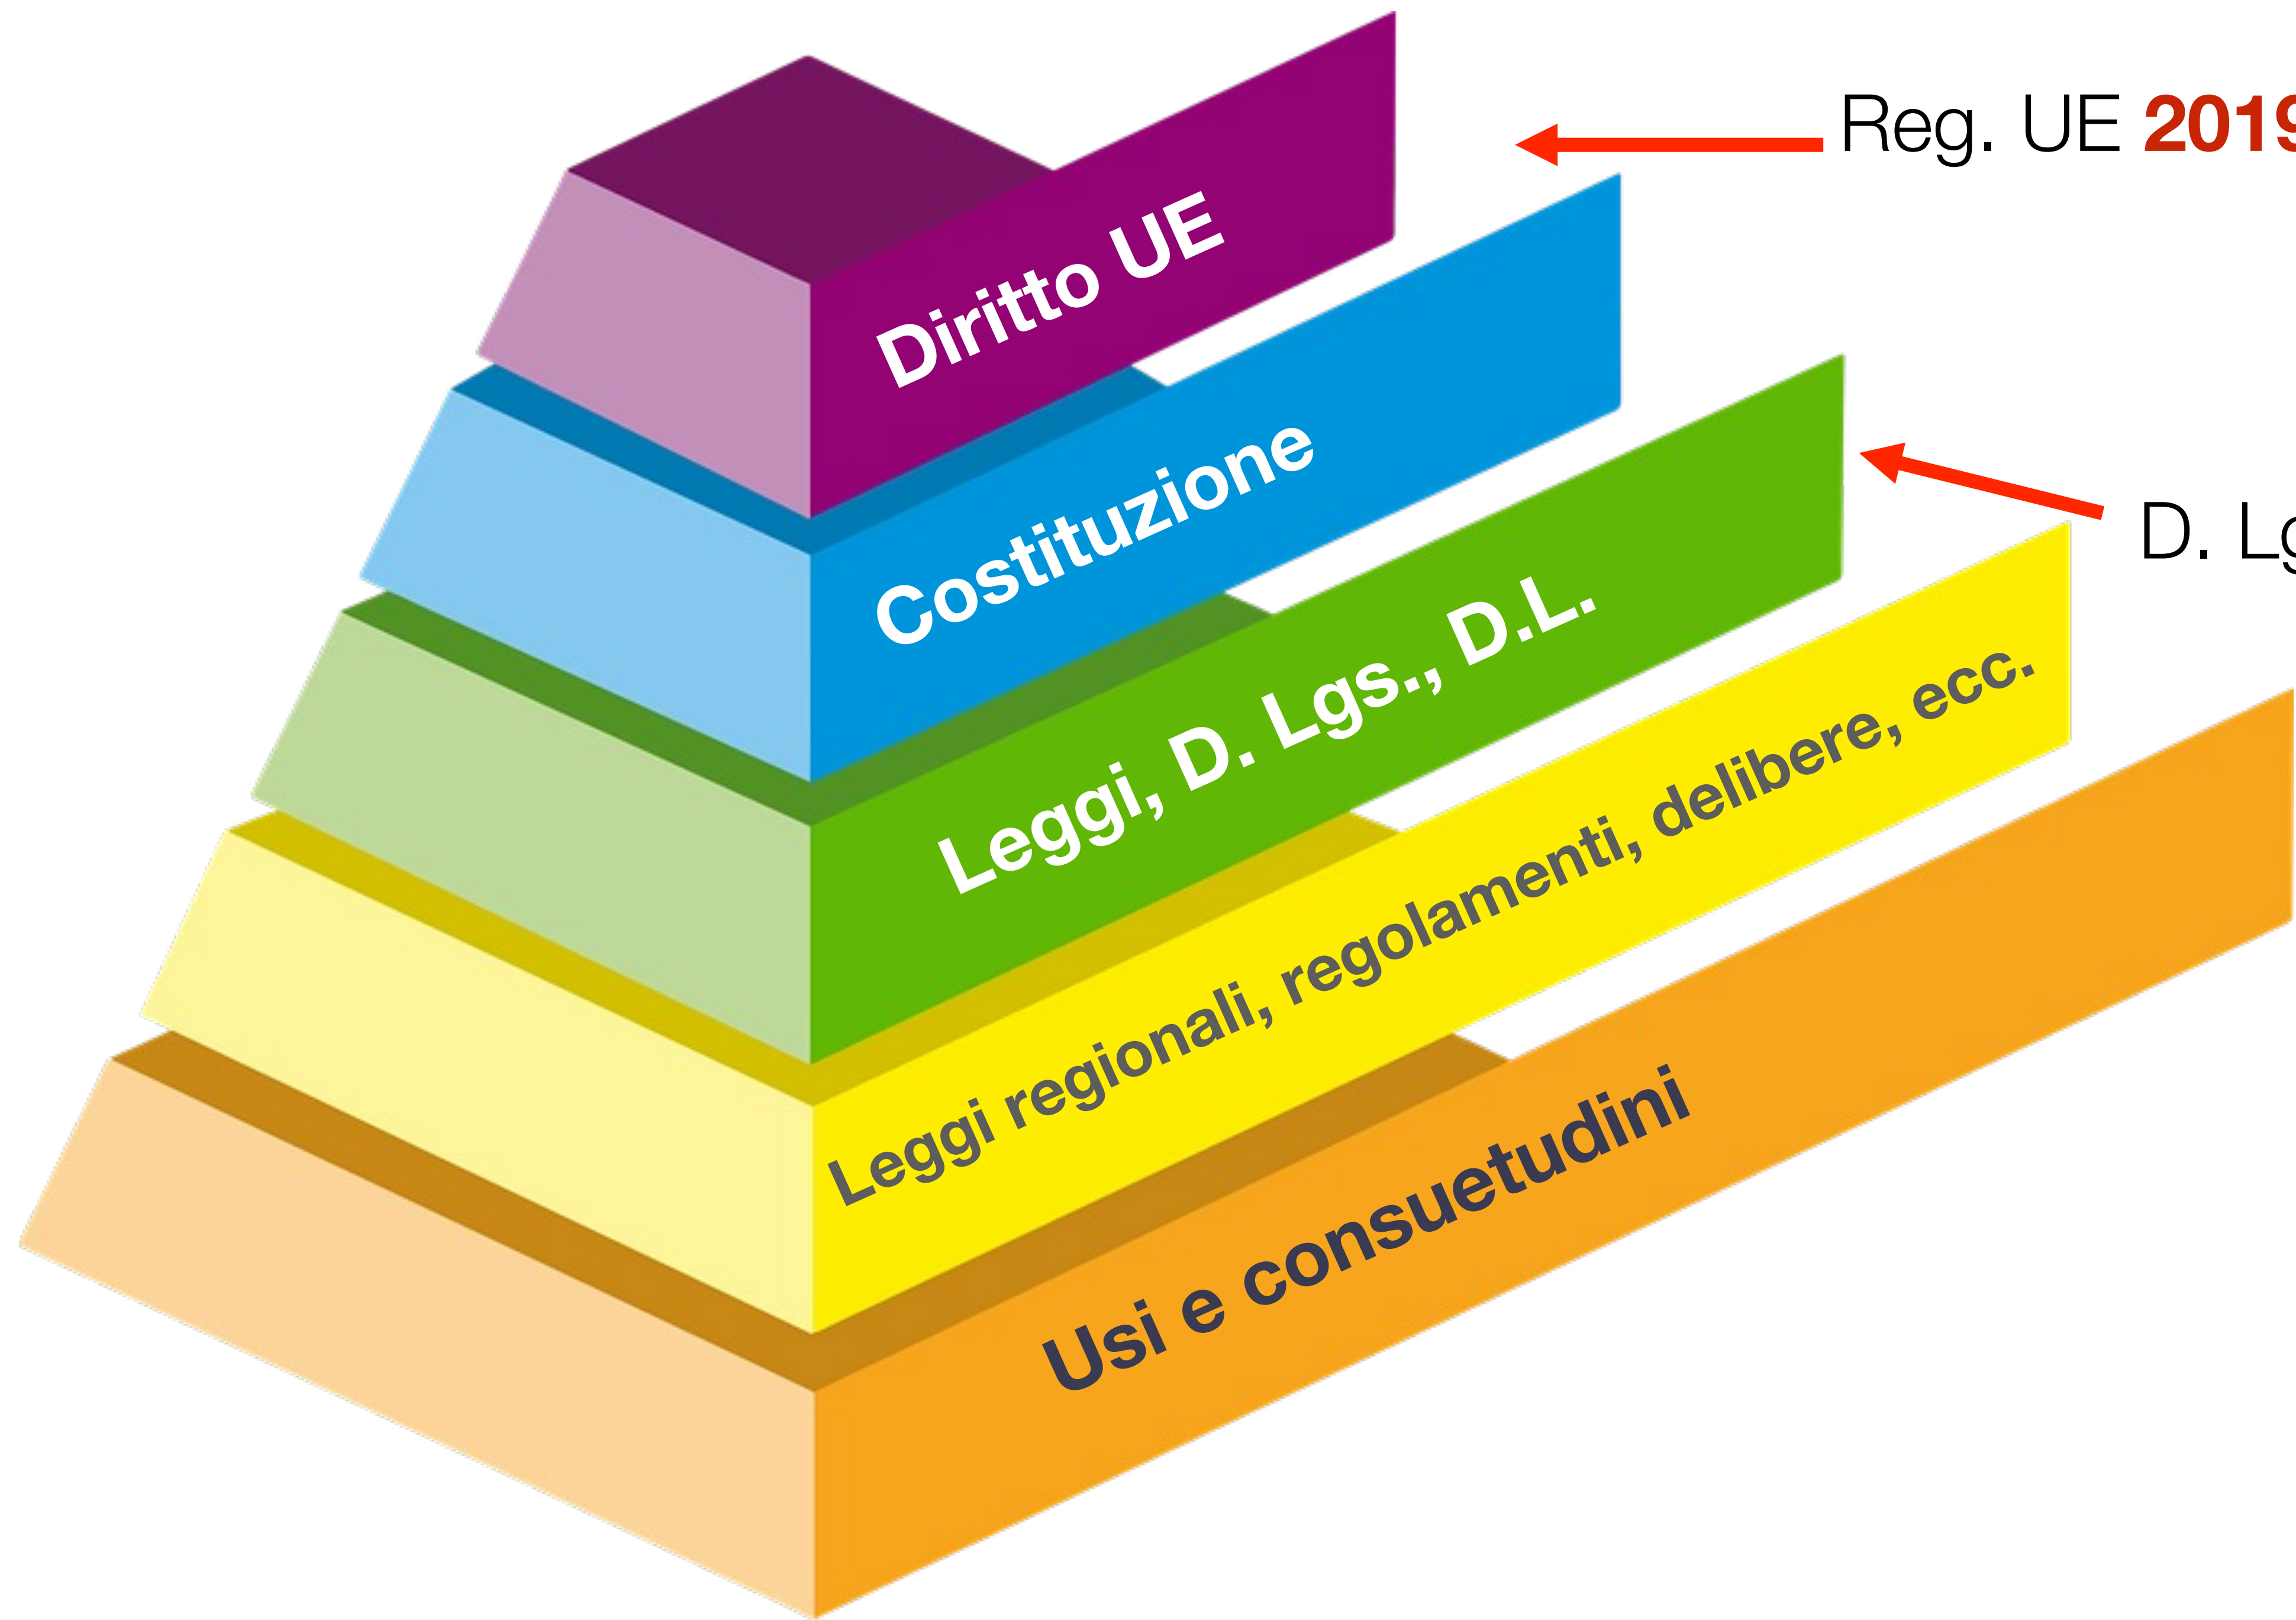 Reg. UE 2019
Diritto UE
Costituzione
D. Lg
Leggi, D. Lgs., D.L.
Leggi regionali, regolamenti, delibere, ecc.
Usi e consuetudini